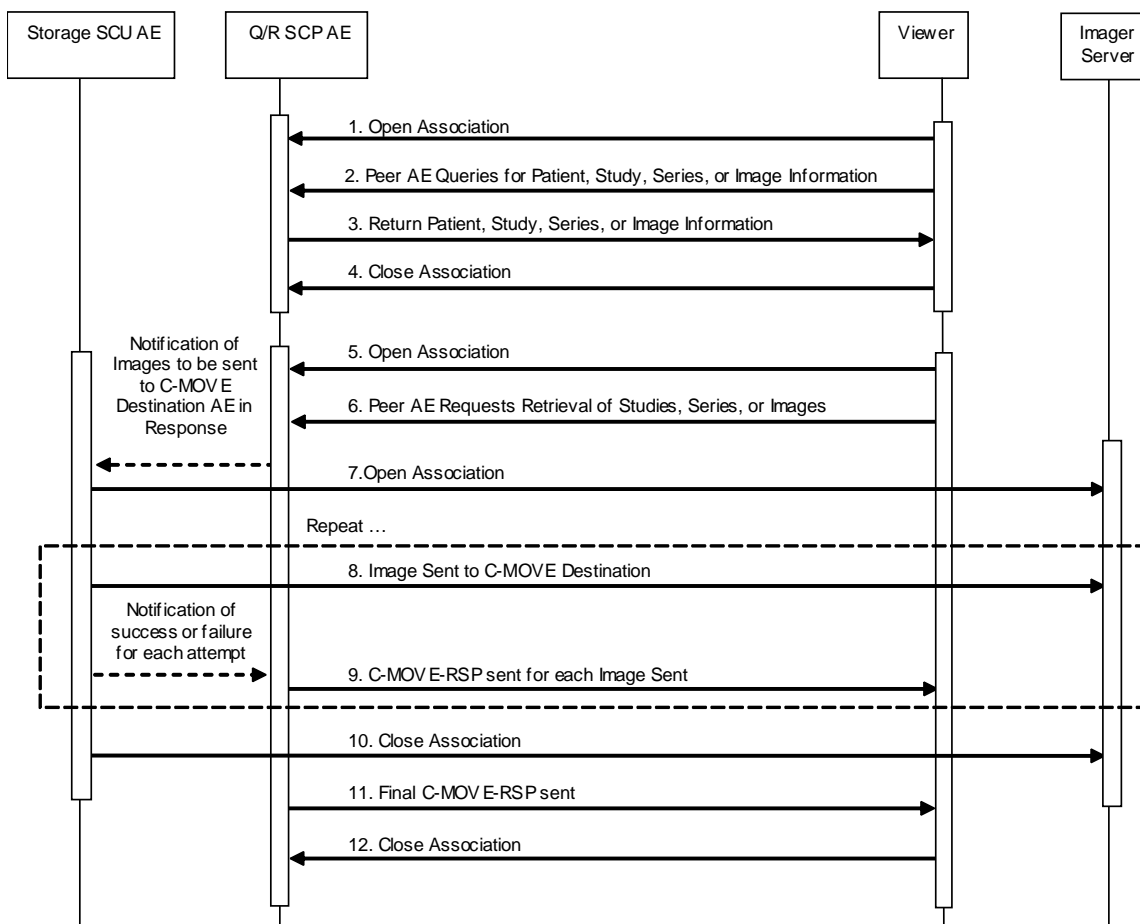 Storage SCU AE
Q/R SCP AE
Viewer
Imager
Server
1. Open Association
2. Peer AE Queries for Patient, Study, Series, or Image Information
3. Return Patient, Study, Series, or Image Information
4. Close Association
Notification of
Images to be sent
to C-MOVE
Destination AE in
Response
5. Open Association
6. Peer AE Requests Retrieval of Studies, Series, or Images
7.Open Association
Repeat …
8. Image Sent to C-MOVE Destination
Notification of
success or failure
for each attempt
9. C-MOVE-RSP sent for each Image Sent
10. Close Association
11. Final C-MOVE-RSP sent
12. Close Association